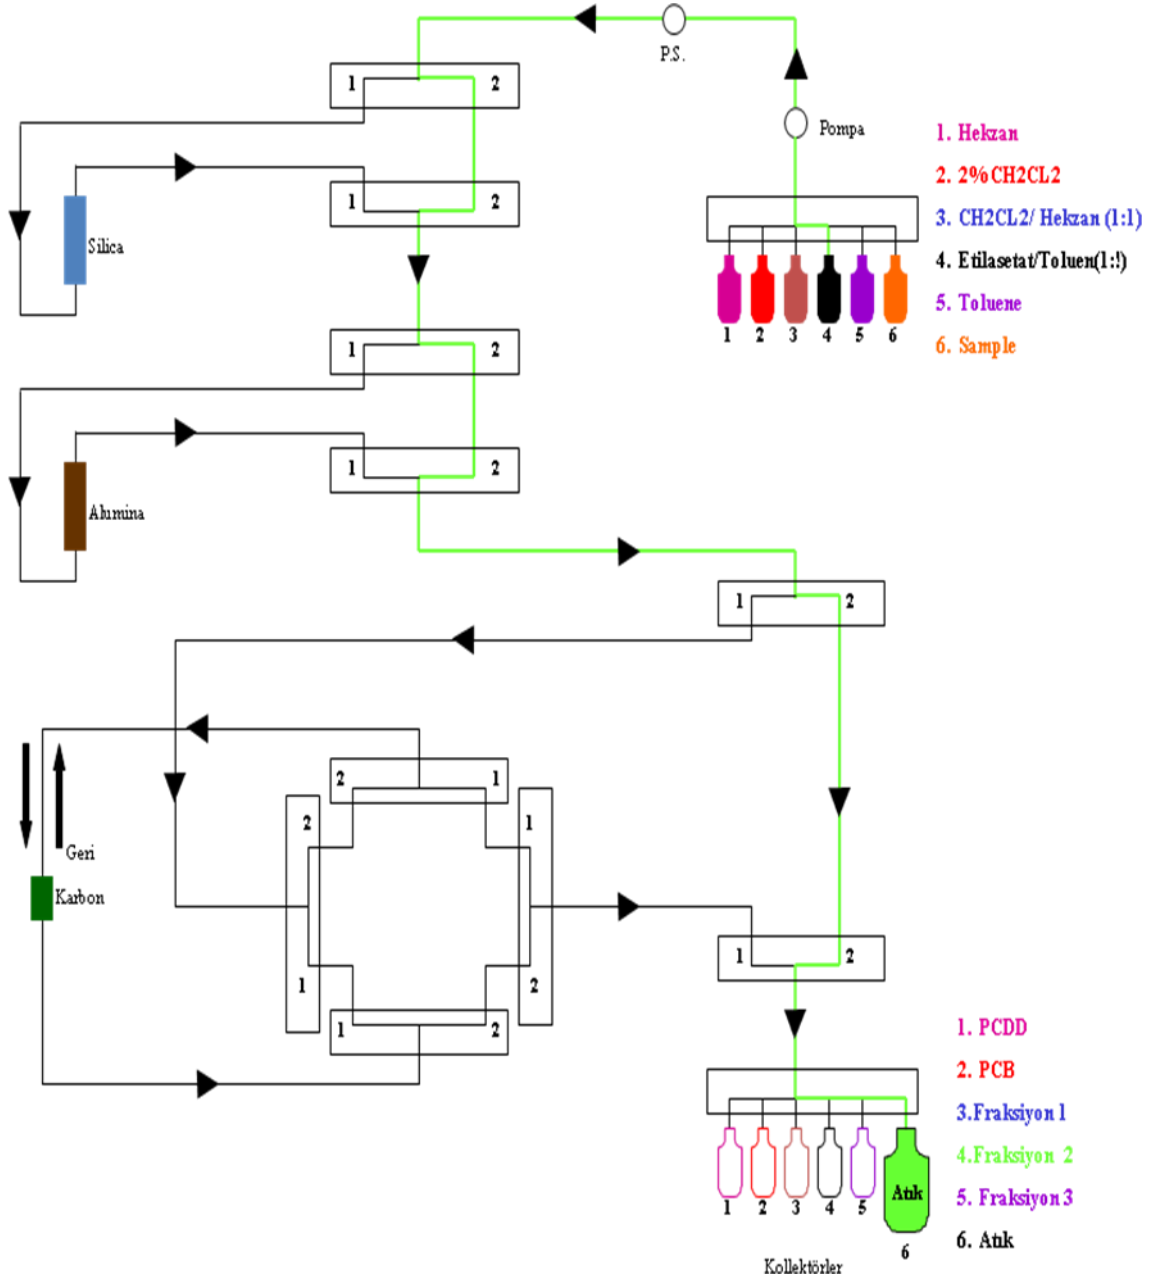 P.S.
1 2
Pompa
1. Hekzan
2. 2% CH2CL2
3. CH2CL2/ Hekzan (1:1)
4. Etilasetat/Toluen(1:!)
5. Toluene
6. Sample
1 2
Silica
1 2 3 4 5 6
1 2
1 2
Alumina
1 2
2 1
2
1
Geri
Karbon
1 2
1
2
1 2
1. PCDD
2. PCB
3.Fraksiyon 1
4.Fraksiyon 2
5. Fraksiyon 3
6. Atık
Atık
1 2 3 4 5 6
Kollektörler